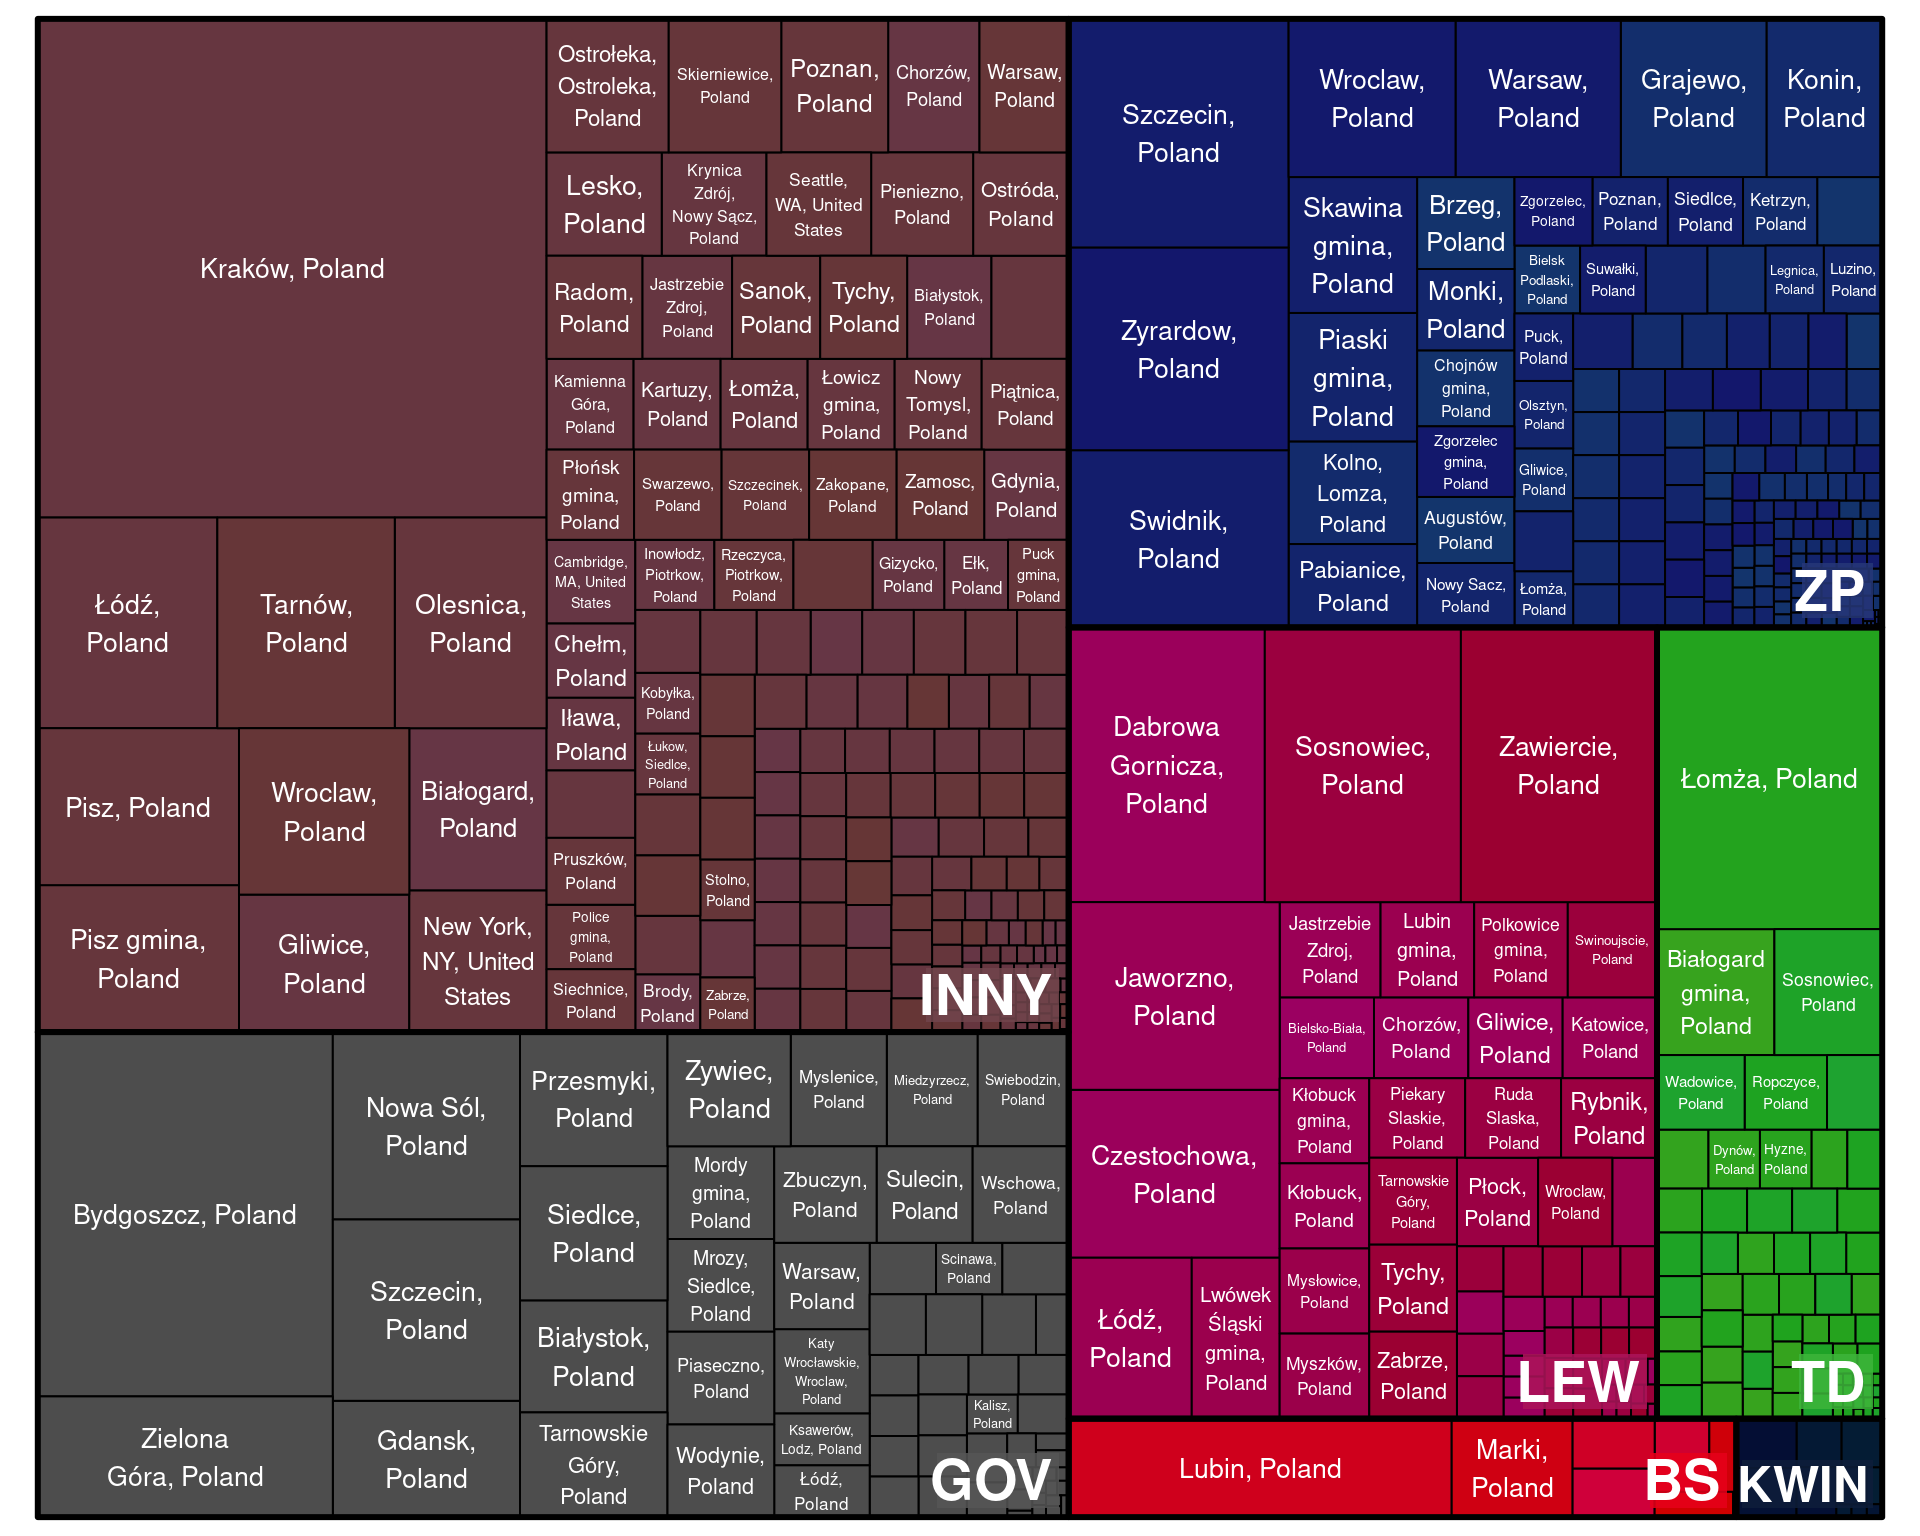 Kraków, Poland
Łódź,
Poland
Tarnów,
Poland
Olesnica,
Poland
Pisz, Poland
Wroclaw,
Poland
Białogard,
Poland
Pisz gmina,
Poland
Gliwice,
Poland
New York,
NY, United
States
Ostrołeka,
Ostroleka,
Poland
Skierniewice,
Poland
Poznan,
Poland
Chorzów,
Poland
Warsaw,
Poland
Lesko,
Poland
Krynica
Zdrój,
Nowy Sącz,
Poland
Seattle,
WA, United
States
Pieniezno,
Poland
Ostróda,
Poland
Radom,
Poland
Jastrzebie
Zdroj,
Poland
Sanok,
Poland
Tychy,
Poland
Białystok,
Poland
Kamienna
Góra,
Poland
Kartuzy,
Poland
Łomża,
Poland
Łowicz
gmina,
Poland
Nowy
Tomysl,
Poland
Piątnica,
Poland
Płońsk
gmina,
Poland
Swarzewo,
Poland
Szczecinek,
Poland
Zakopane,
Poland
Zamosc,
Poland
Gdynia,
Poland
Cambridge,
MA, United
States
Inowłodz,
Piotrkow,
Poland
Rzeczyca,
Piotrkow,
Poland
Gizycko,
Poland
Ełk,
Poland
Puck
gmina,
Poland
Chełm,
Poland
Iława,
Poland
Kobyłka,
Poland
Łukow,
Siedlce,
Poland
Pruszków,
Poland
Police
gmina,
Poland
Siechnice,
Poland
Stolno,
Poland
Brody,
Poland
Zabrze,
Poland
INNY
Bydgoszcz, Poland
Zielona
Góra, Poland
Nowa Sól,
Poland
Szczecin,
Poland
Gdansk,
Poland
Przesmyki,
Poland
Siedlce,
Poland
Białystok,
Poland
Tarnowskie
Góry,
Poland
Zywiec,
Poland
Myslenice,
Poland
Miedzyrzecz,
Poland
Swiebodzin,
Poland
Mordy
gmina,
Poland
Zbuczyn,
Poland
Sulecin,
Poland
Wschowa,
Poland
Mrozy,
Siedlce,
Poland
Warsaw,
Poland
Scinawa,
Poland
Piaseczno,
Poland
Katy
Wrocławskie,
Wroclaw,
Poland
Kalisz,
Poland
Wodynie,
Poland
Ksawerów,
Lodz, Poland
Łódź,
Poland
GOV
Szczecin,
Poland
Zyrardow,
Poland
Swidnik,
Poland
Wroclaw,
Poland
Warsaw,
Poland
Grajewo,
Poland
Konin,
Poland
Skawina
gmina,
Poland
Piaski
gmina,
Poland
Kolno,
Lomza,
Poland
Pabianice,
Poland
Brzeg,
Poland
Monki,
Poland
Chojnów
gmina,
Poland
Zgorzelec
gmina,
Poland
Augustów,
Poland
Nowy Sacz,
Poland
Zgorzelec,
Poland
Poznan,
Poland
Siedlce,
Poland
Ketrzyn,
Poland
Bielsk
Podlaski,
Poland
Suwałki,
Poland
Legnica,
Poland
Luzino,
Poland
Puck,
Poland
Olsztyn,
Poland
Gliwice,
Poland
Łomża,
Poland
ZP
Dabrowa
Gornicza,
Poland
Sosnowiec,
Poland
Zawiercie,
Poland
Jaworzno,
Poland
Czestochowa,
Poland
Łódź,
Poland
Lwówek
Śląski
gmina,
Poland
Jastrzebie
Zdroj,
Poland
Lubin
gmina,
Poland
Polkowice
gmina,
Poland
Swinoujscie,
Poland
Bielsko-Biała,
Poland
Chorzów,
Poland
Gliwice,
Poland
Katowice,
Poland
Kłobuck
gmina,
Poland
Piekary
Slaskie,
Poland
Ruda
Slaska,
Poland
Rybnik,
Poland
Kłobuck,
Poland
Tarnowskie
Góry,
Poland
Płock,
Poland
Wroclaw,
Poland
Mysłowice,
Poland
Tychy,
Poland
Myszków,
Poland
Zabrze,
Poland
LEW
Łomża, Poland
Białogard
gmina,
Poland
Sosnowiec,
Poland
Wadowice,
Poland
Ropczyce,
Poland
Dynów,
Poland
Hyzne,
Poland
TD
Lubin, Poland
Marki,
Poland
BS
KWIN